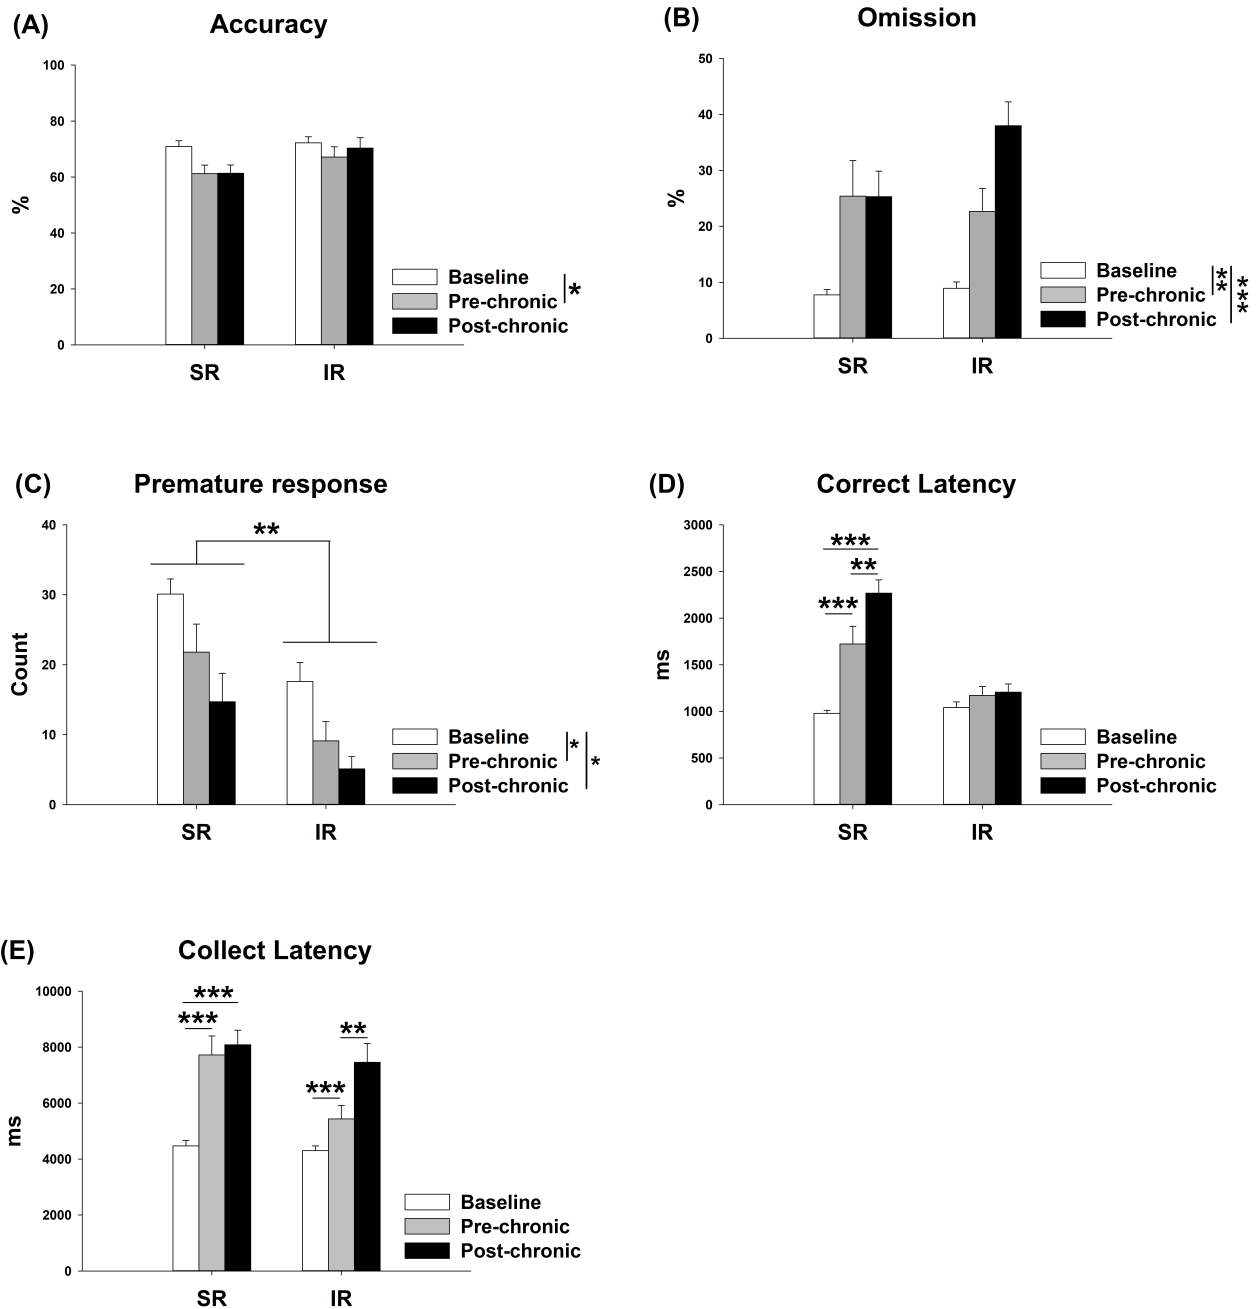 (A) Accuracy
100
80
60
40
20
0
%
SR IR
Baseline
Pre-chronic
Post-chronic
*
(B) Omission
50
40
30
20
10
0
%
SR IR
Baseline
Pre-chronic
Post-chronic
**
***
(C) Premature response
40
30
20
10
0
Count
**
SR IR
Baseline
Pre-chronic
Post-chronic
*
*
(D) Correct Latency
3000
2500
2000
1500
1000
500
0
ms
***
**
***
SR IR
Baseline
Pre-chronic
Post-chronic
(E) Collect Latency
10000
8000
6000
4000
2000
0
ms
***
***
**
***
SR IR
Baseline
Pre-chronic
Post-chronic